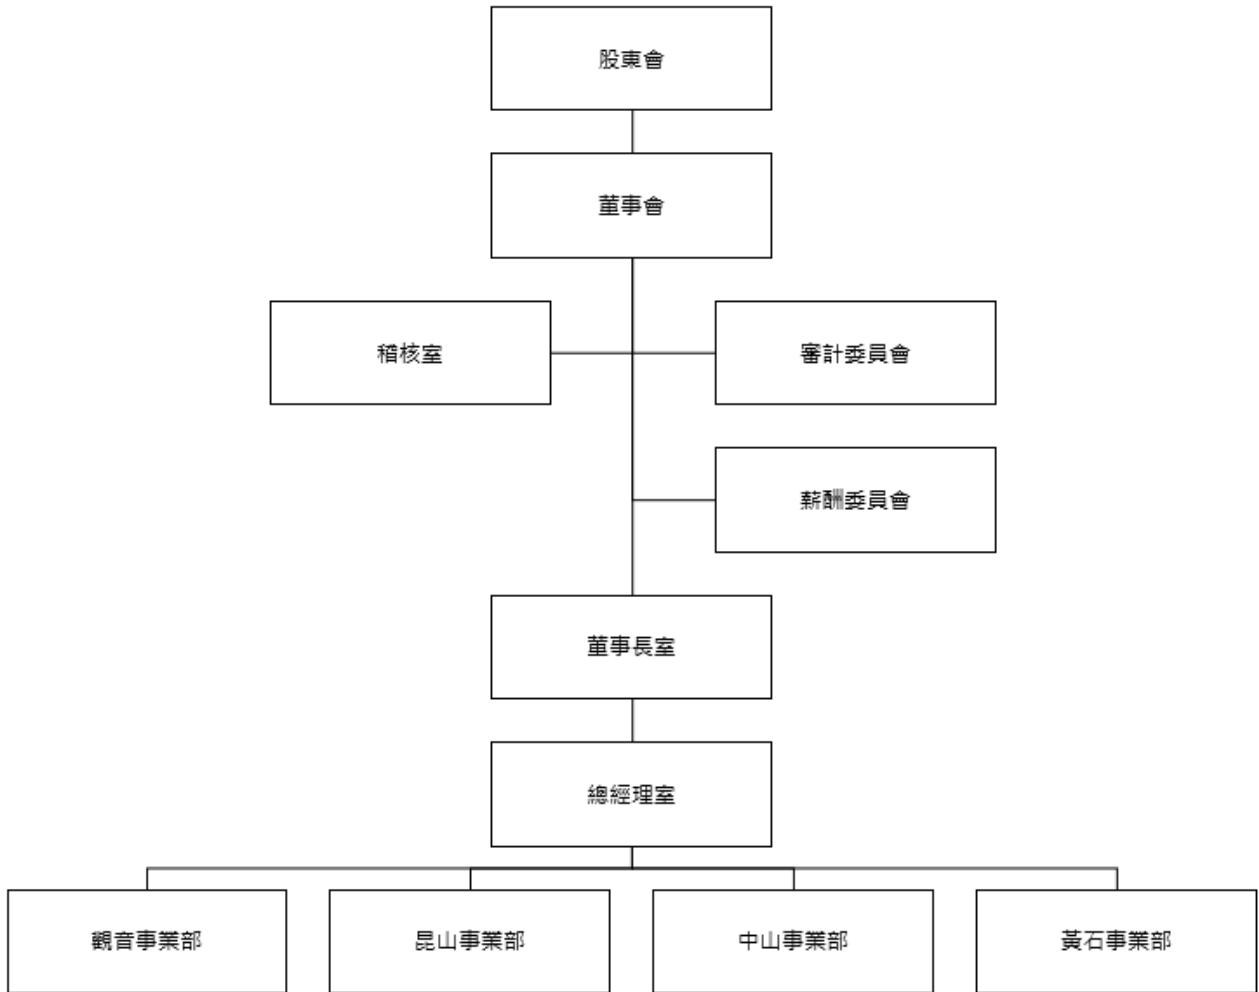 股東會
董事會
稽核室
審計委員會
薪酬委員會
董事長室
總經理室
觀音事業部
昆山事業部
中山事業部
黃石事業部